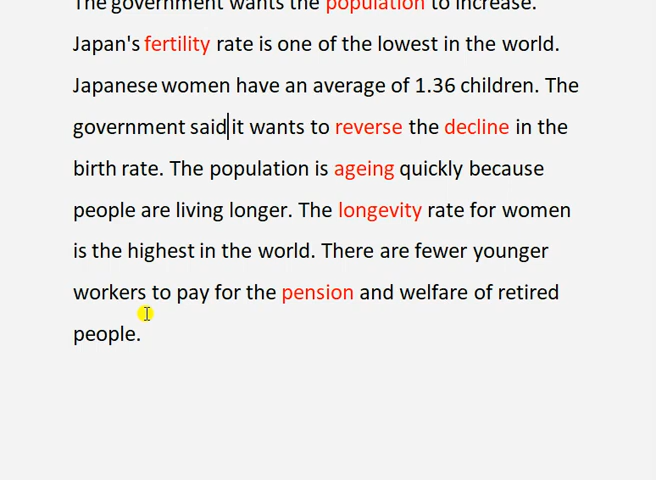 The government wants the population to increase.
Japan's fertility rate is one of the lowest in the world.
Japanese women have an average of 1.36 children. The
government said it wants to reverse the decline in the
birth rate. The population is ageing quickly because
people are living longer. The longevity rate for women
is the highest in the world. There are fewer younger
workers to pay for the pension and welfare of retired
people.